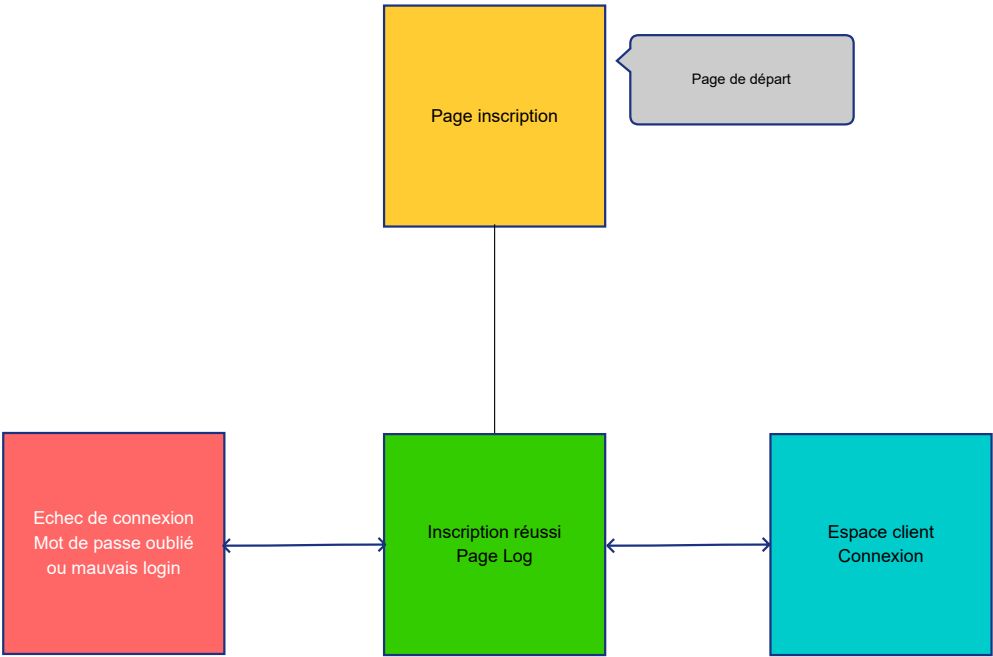 Page inscription
Page de départ
Echec de connexion
Mot de passe oublié
ou mauvais login
Inscription réussi
Page Log
Espace client
Connexion